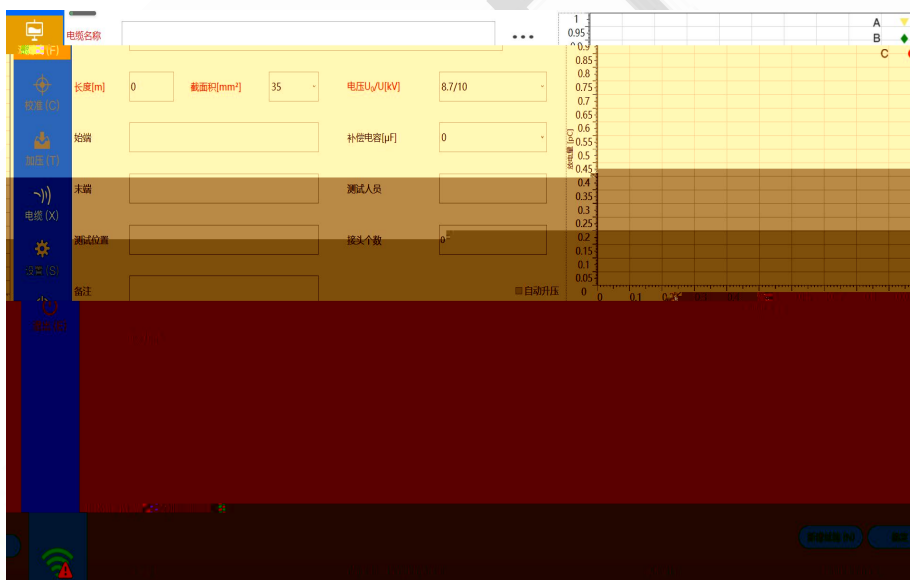 电缆名称
...
校准(C)
加压(T)
电缆(X)
设置(S)
长度[m]
0
截面积[mm²]
35
电压U₀/U[kV]
8.7/10
始端
补偿电容[μF]
0
末端
测试人员
测试位置
接头个数
0
备注
自动升压
A
B
C
放电量 [pC]
1
0.95
0.9
0.85
0.8
0.75
0.7
0.65
0.6
0.55
0.5
0.45
0.4
0.35
0.3
0.25
0.2
0.15
0.1
0.05
0
0
0.1